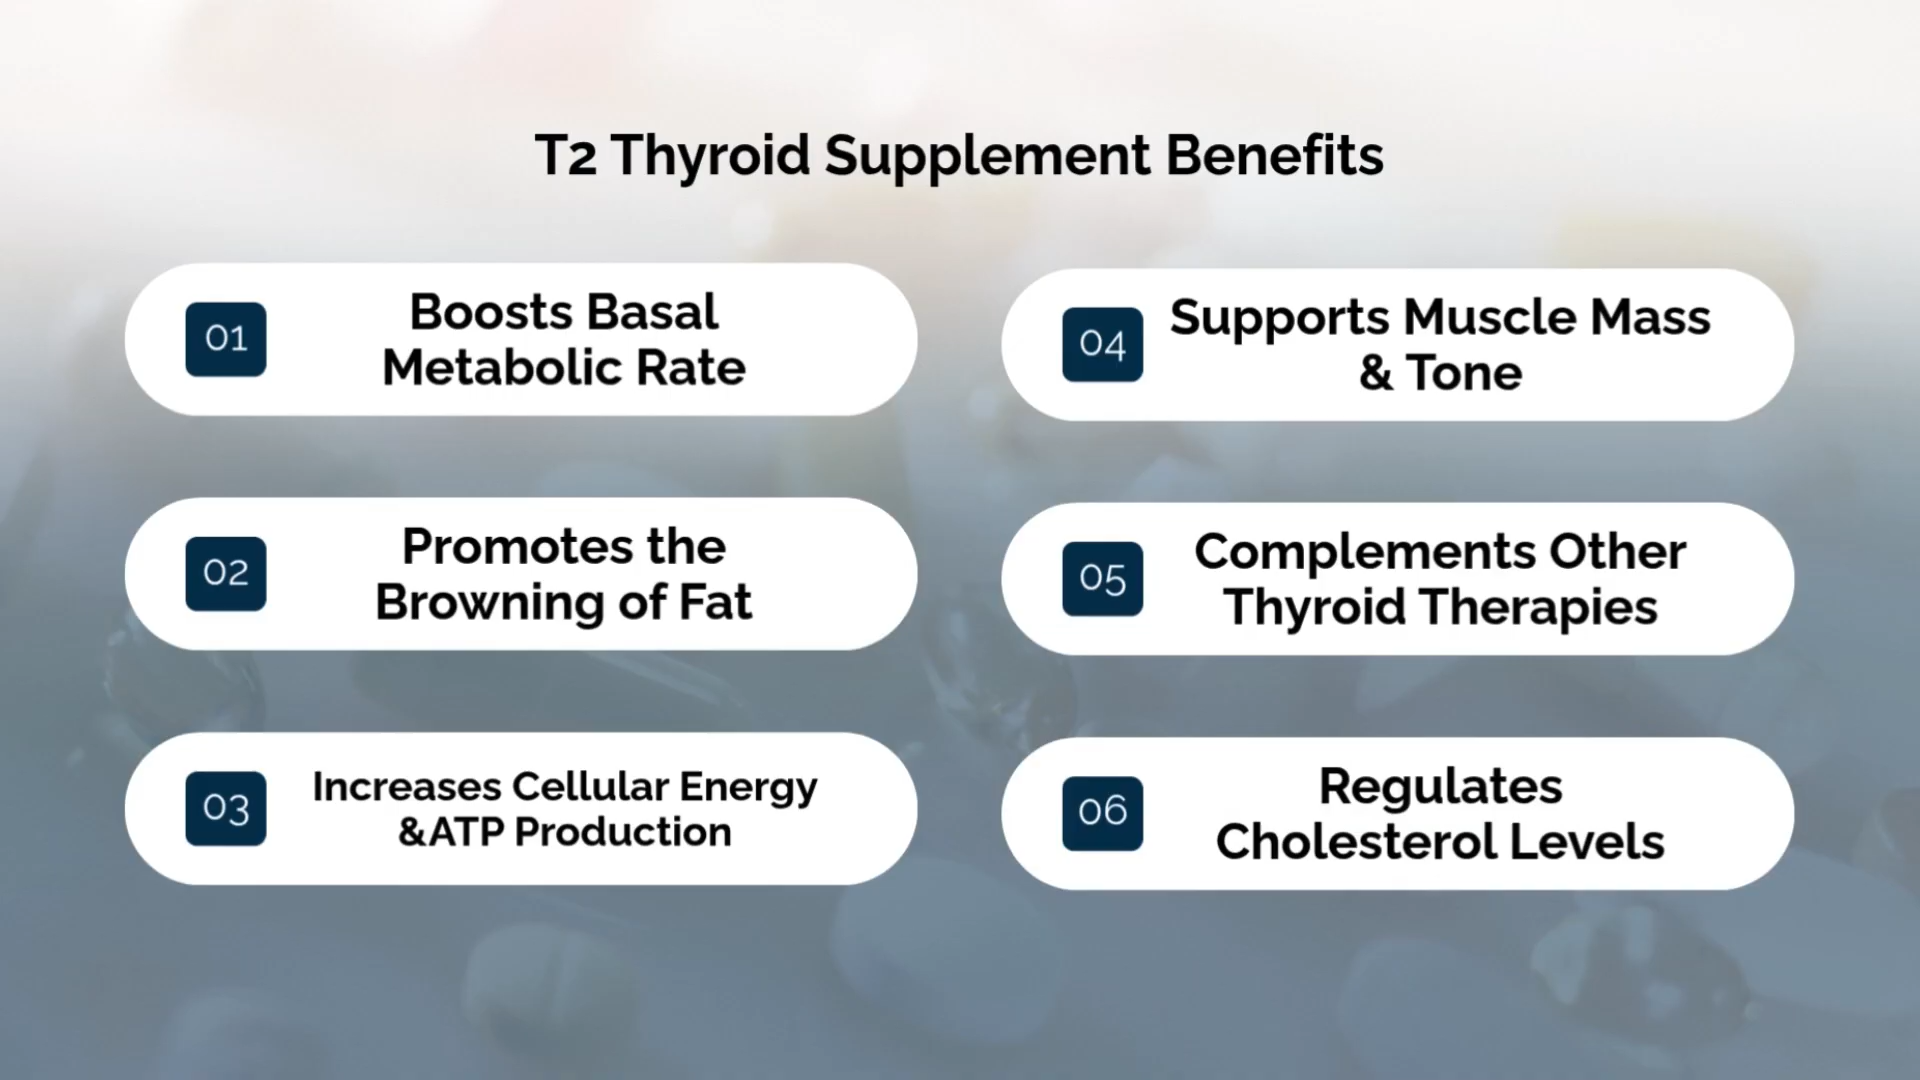 T2 Thyroid Supplement Benefits
01
Boosts Basal
Metabolic Rate
02
Promotes the
Browning of Fat
03
Increases Cellular Energy
&ATP Production
04
Supports Muscle Mass
& Tone
05
Complements Other
Thyroid Therapies
06
Regulates
Cholesterol Levels